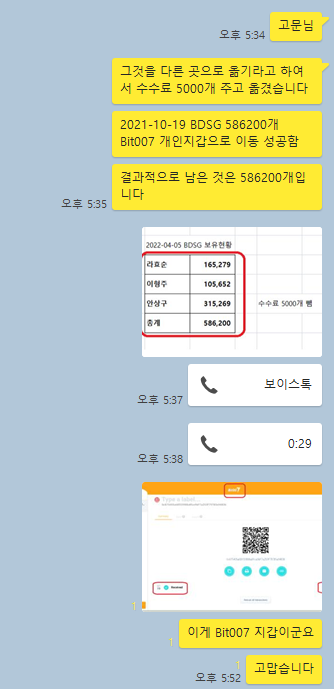 고문님
오후 5:34
그것을 다른 곳으로 옮기라고 하여
서 수수료 5000개 주고 옮겼습니다
2021-10-19 BDSG 586200개
Bit007 개인지갑으로 이동 성공함
결과적으로 남은 것은 586200개입
니다
오후 5:35
2022-04-05 BDSG 보유현황
라효순 165,279
이형주 105,652
안상구 315,269 수수료 5000개 뺌
총계 586,200
보이스톡
오후 5:37
0:29
오후 5:38
1
이게 Bit007 지갑이군요
1
고맙습니다
1
오후 5:52